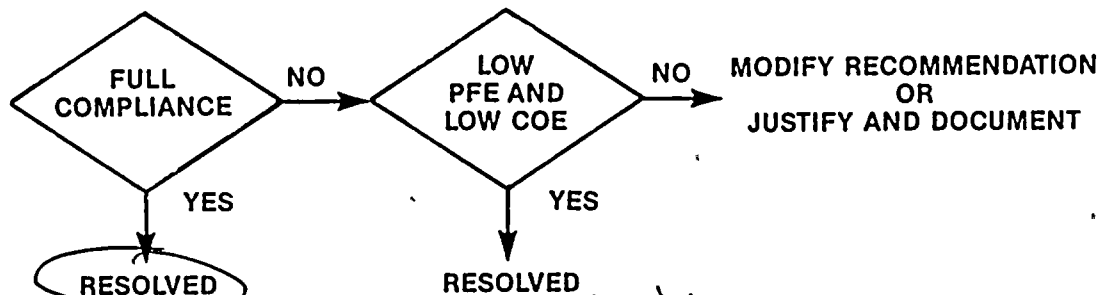 FULL
COMPLIANCE
NO
LOW
PFE AND
LOW COE
NO
MODIFY RECOMMENDATION
OR
JUSTIFY AND DOCUMENT
YES
YES
RESOLVED
RESOLVED